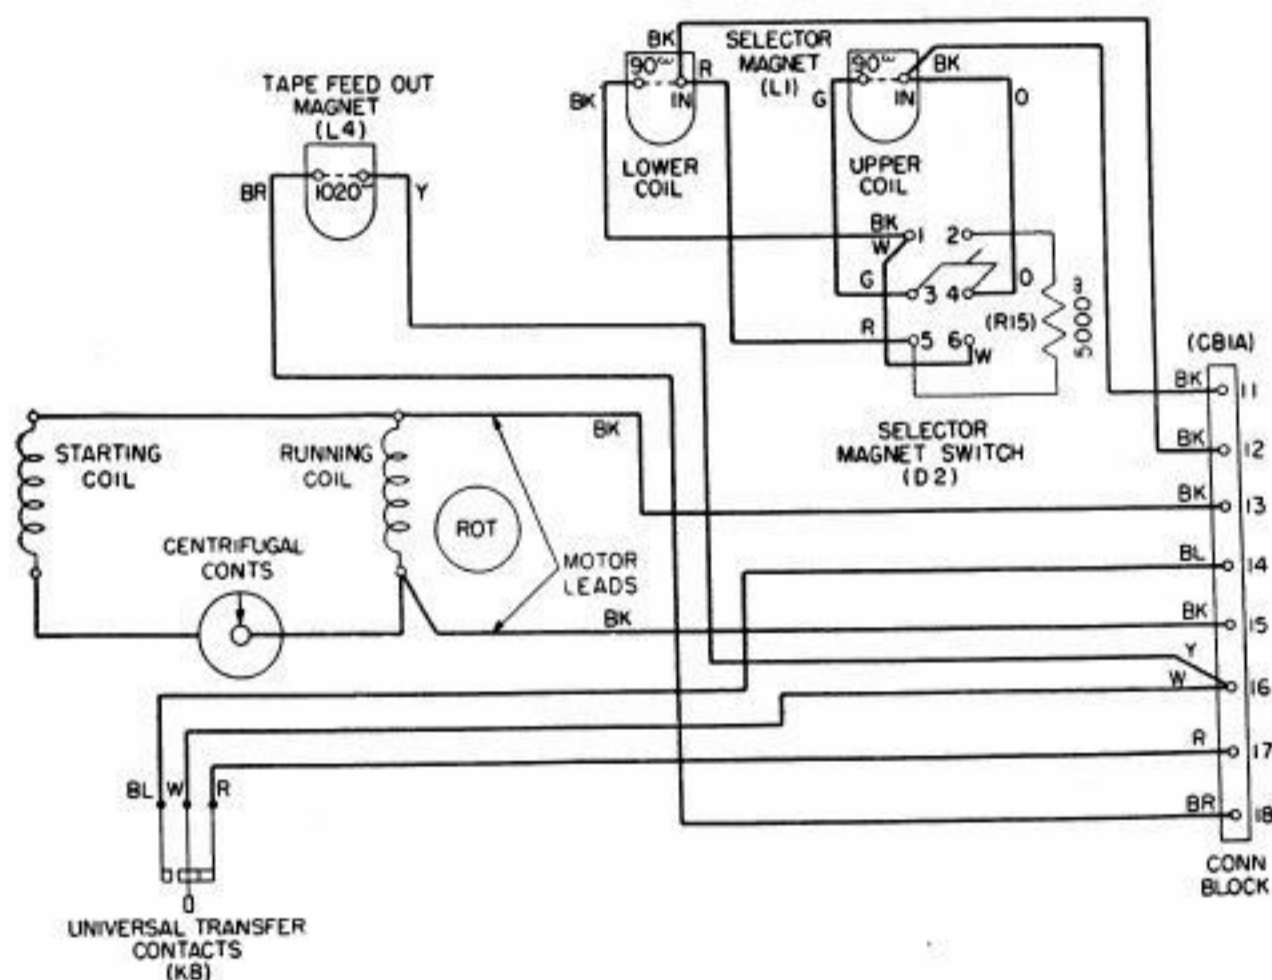 TAPE FEED OUT
MAGNET
(L4)
BR
1020ω
Y
BK
SELECTOR
MAGNET
(L1)
90ω
R
BK
IN
LOWER
COIL
90ω
BK
G
IN
O
UPPER
COIL
BK
W
1
2
G
3
4
O
(R15)
5000ω
R
5
6
W
SELECTOR
MAGNET SWITCH
(D2)
(CB1A)
BK
11
BK
12
BK
13
BL
14
BK
15
Y
W
16
R
17
BR
18
CONN
BLOCK
STARTING
COIL
RUNNING
COIL
BK
ROT
CENTRIFUGAL
CONTS
MOTOR
LEADS
BK
BL
W
R
UNIVERSAL TRANSFER
CONTACTS
(K8)